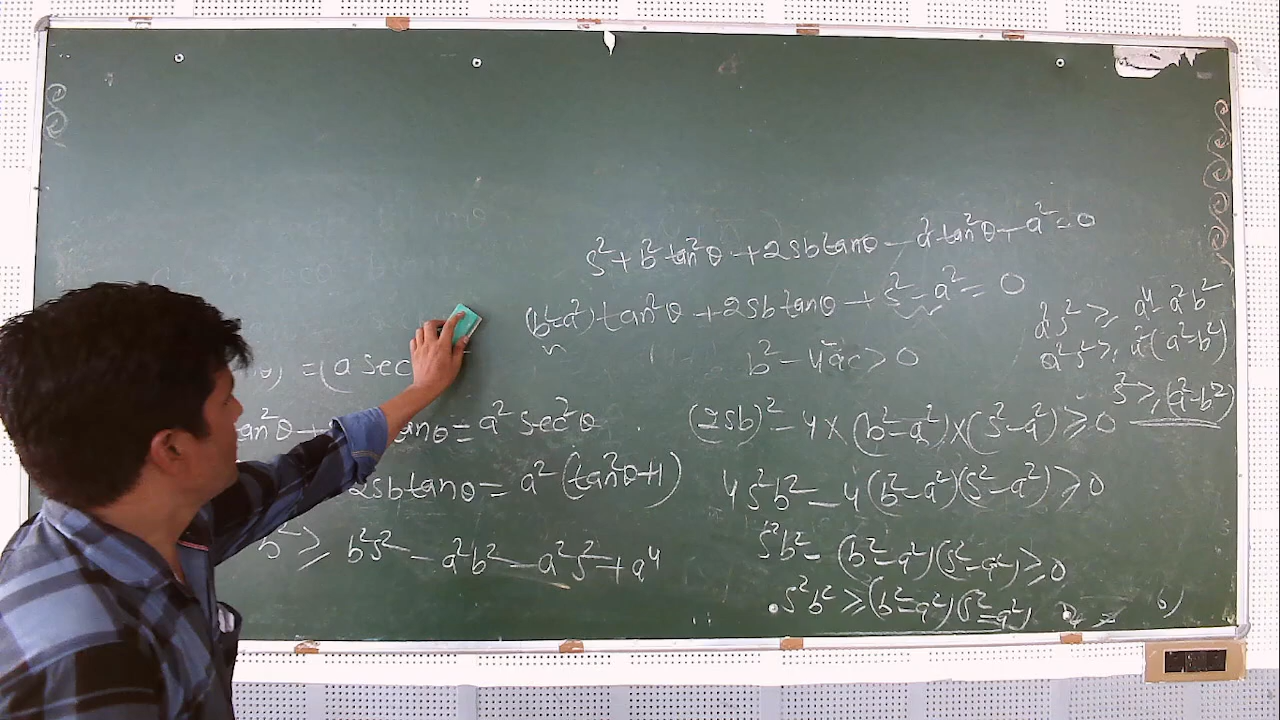 s² + b² tan²θ + 2sb tanθ − a² tan²θ − a² = 0
(b²−a²) tan²θ + 2sb tanθ + s² − a² = 0
b² − 4ac > 0
a²s² ≥ a⁴ − a²b²
a²s² ≥ a²(a²−b²)
s² ≥ (a²−b²)
) = (a sec
tan²θ + tanθ = a² sec²θ
2sb tanθ = a² (tan²θ+1)
b² ≥ b²s² − a²b² − a²s² + a⁴
(2sb)² − 4 × (b²−a²) × (s²−a²) ≥ 0
4s²b² − 4(b²−a²)(s²−a²) ≥ 0
s²b² − (b²−a²)(s²−a²) ≥ 0
s²b² ≥ (b²−a²)(s²−a²)